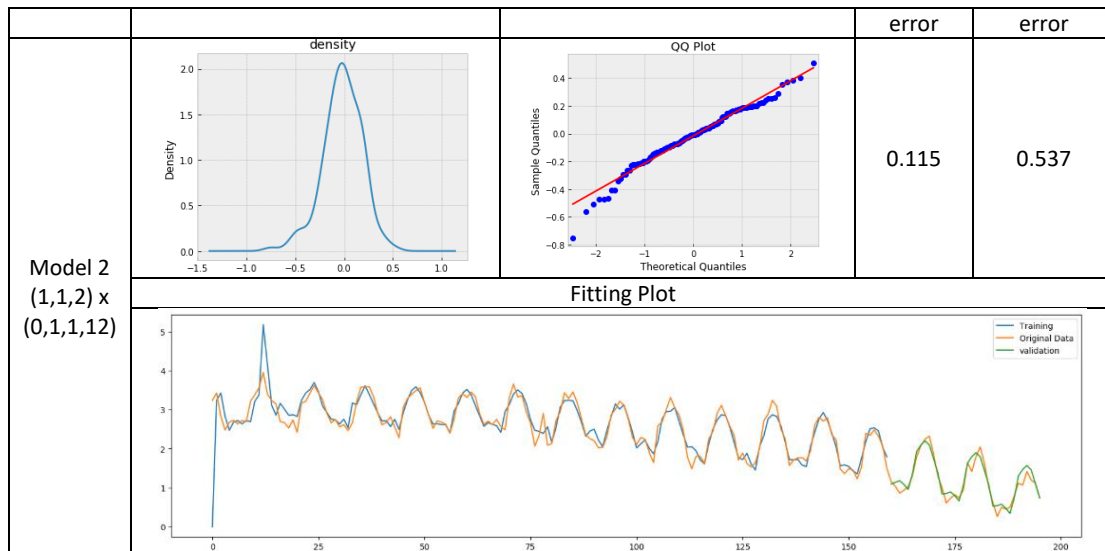 error error
density
2.0
1.5
1.0
0.5
0.0
Density
−1.5 −1.0 −0.5 0.0 0.5 1.0
QQ Plot
0.4
0.2
0.0
−0.2
−0.4
−0.6
−0.8
Sample Quantiles
−2 −1 0 1 2
Theoretical Quantiles
0.115 0.537
Model 2
(1,1,2) x
(0,1,1,12)
Fitting Plot
Training
Original Data
validation
5
4
3
2
1
0
0 25 50 75 100 125 150 175 200